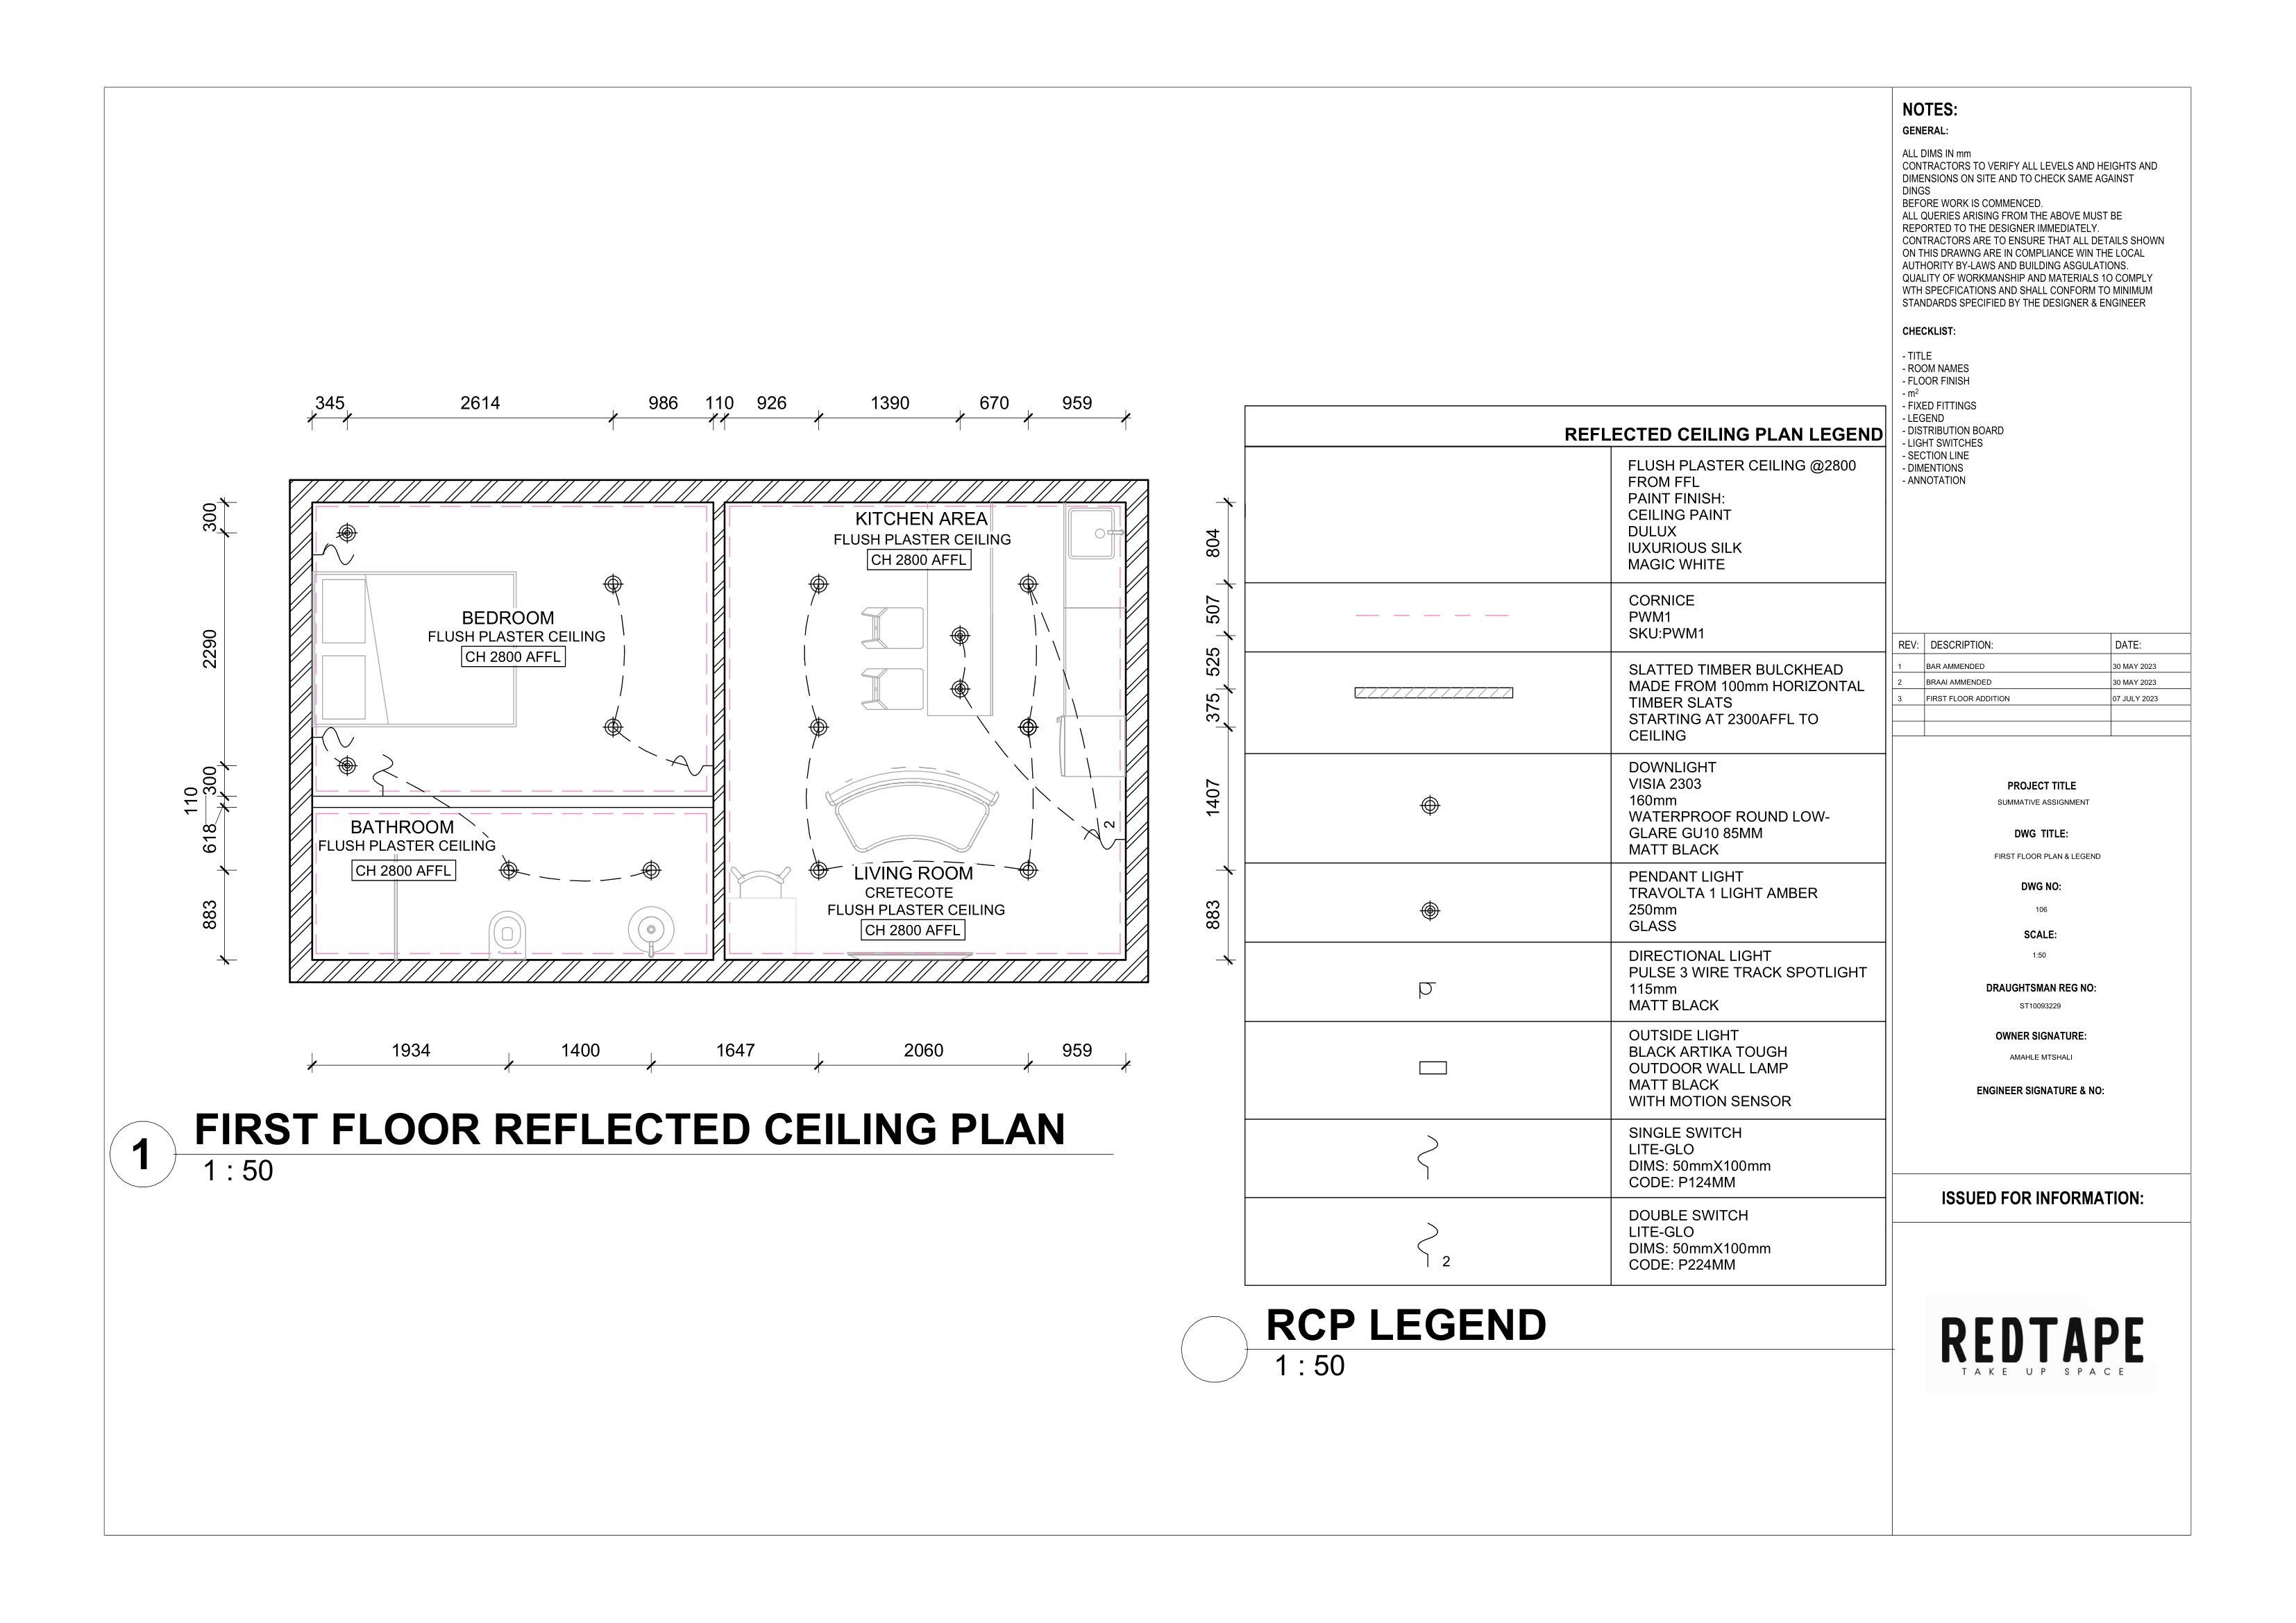 345 2614 986 110 926 1390 670 959
300
2290
300
110
618
883
KITCHEN AREA
FLUSH PLASTER CEILING
CH 2800 AFFL
BEDROOM
FLUSH PLASTER CEILING
CH 2800 AFFL
BATHROOM
FLUSH PLASTER CEILING
CH 2800 AFFL
LIVING ROOM
CRETECOTE
FLUSH PLASTER CEILING
CH 2800 AFFL
2
804
507
525
375
1407
883
1934 1400 1647 2060 959
1 FIRST FLOOR REFLECTED CEILING PLAN
1 : 50
REFLECTED CEILING PLAN LEGEND
FLUSH PLASTER CEILING @2800
FROM FFL
PAINT FINISH:
CEILING PAINT
DULUX
lUXURIOUS SILK
MAGIC WHITE
CORNICE
PWM1
SKU:PWM1
SLATTED TIMBER BULCKHEAD
MADE FROM 100mm HORIZONTAL
TIMBER SLATS
STARTING AT 2300AFFL TO
CEILING
DOWNLIGHT
VISIA 2303
160mm
WATERPROOF ROUND LOW-
GLARE GU10 85MM
MATT BLACK
PENDANT LIGHT
TRAVOLTA 1 LIGHT AMBER
250mm
GLASS
DIRECTIONAL LIGHT
PULSE 3 WIRE TRACK SPOTLIGHT
115mm
MATT BLACK
OUTSIDE LIGHT
BLACK ARTIKA TOUGH
OUTDOOR WALL LAMP
MATT BLACK
WITH MOTION SENSOR
SINGLE SWITCH
LITE-GLO
DIMS: 50mmX100mm
CODE: P124MM
2
DOUBLE SWITCH
LITE-GLO
DIMS: 50mmX100mm
CODE: P224MM
RCP LEGEND
1 : 50
NOTES:
GENERAL:
ALL DIMS IN mm
CONTRACTORS TO VERIFY ALL LEVELS AND HEIGHTS AND
DIMENSIONS ON SITE AND TO CHECK SAME AGAINST
DINGS
BEFORE WORK IS COMMENCED.
ALL QUERIES ARISING FROM THE ABOVE MUST BE
REPORTED TO THE DESIGNER IMMEDIATELY.
CONTRACTORS ARE TO ENSURE THAT ALL DETAILS SHOWN
ON THIS DRAWNG ARE IN COMPLIANCE WIN THE LOCAL
AUTHORITY BY-LAWS AND BUILDING ASGULATIONS.
QUALITY OF WORKMANSHIP AND MATERIALS 1O COMPLY
WTH SPECFICATIONS AND SHALL CONFORM TO MINIMUM
STANDARDS SPECIFIED BY THE DESIGNER & ENGINEER
CHECKLIST:
- TITLE
- ROOM NAMES
- FLOOR FINISH
- m²
- FIXED FITTINGS
- LEGEND
- DISTRIBUTION BOARD
- LIGHT SWITCHES
- SECTION LINE
- DIMENTIONS
- ANNOTATION
REV: DESCRIPTION: DATE:
1 BAR AMMENDED 30 MAY 2023
2 BRAAI AMMENDED 30 MAY 2023
3 FIRST FLOOR ADDITION 07 JULY 2023
PROJECT TITLE
SUMMATIVE ASSIGNMENT
DWG TITLE:
FIRST FLOOR PLAN & LEGEND
DWG NO:
106
SCALE:
1:50
DRAUGHTSMAN REG NO:
ST10093229
OWNER SIGNATURE:
AMAHLE MTSHALI
ENGINEER SIGNATURE & NO:
ISSUED FOR INFORMATION:
REDTAPE
TAKE UP SPACE